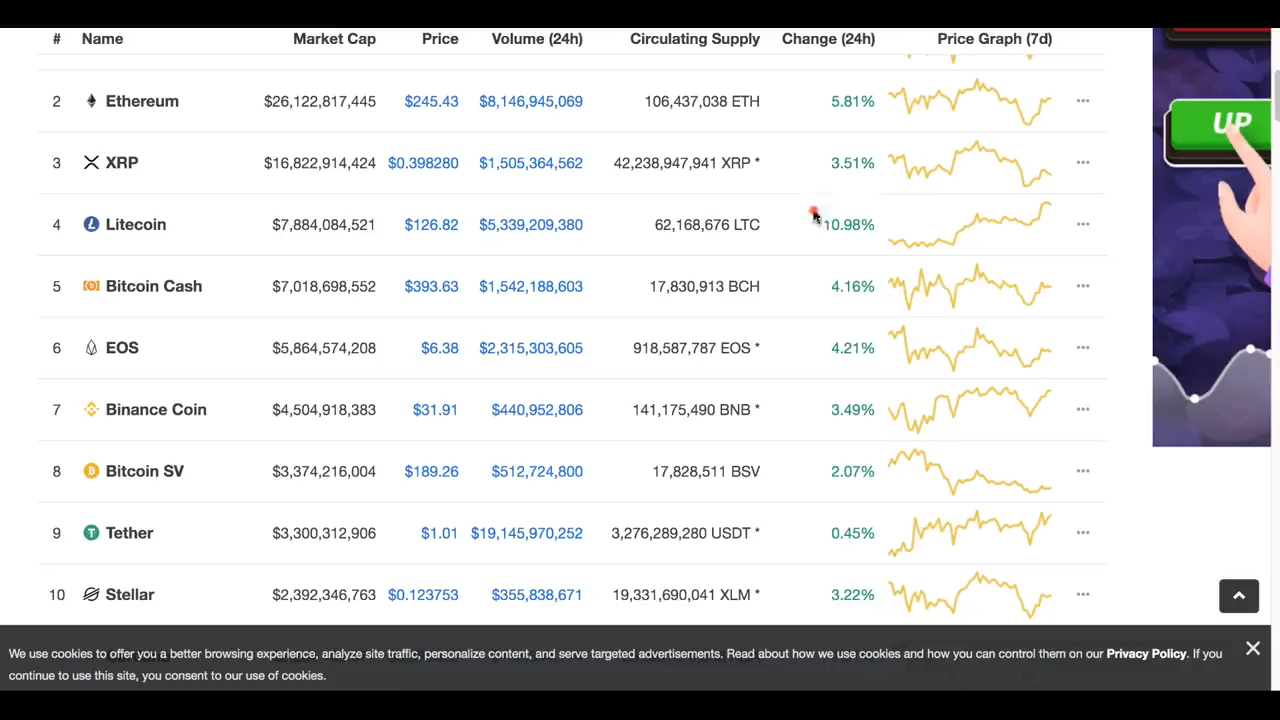 # Name Market Cap Price Volume (24h) Circulating Supply Change (24h) Price Graph (7d)
2 Ethereum $26,122,817,445 $245.43 $8,146,945,069 106,437,038 ETH 5.81%
UP
3 XRP $16,822,914,424 $0.398280 $1,505,364,562 42,238,947,941 XRP * 3.51%
4 Litecoin $7,884,084,521 $126.82 $5,339,209,380 62,168,676 LTC 10.98%
5 Bitcoin Cash $7,018,698,552 $393.63 $1,542,188,603 17,830,913 BCH 4.16%
6 EOS $5,864,574,208 $6.38 $2,315,303,605 918,587,787 EOS * 4.21%
7 Binance Coin $4,504,918,383 $31.91 $440,952,806 141,175,490 BNB * 3.49%
8 Bitcoin SV $3,374,216,004 $189.26 $512,724,800 17,828,511 BSV 2.07%
9 Tether $3,300,312,906 $1.01 $19,145,970,252 3,276,289,280 USDT * 0.45%
10 Stellar $2,392,346,763 $0.123753 $355,838,671 19,331,690,041 XLM * 3.22%
We use cookies to offer you a better browsing experience, analyze site traffic, personalize content, and serve targeted advertisements. Read about how we use cookies and how you can control them on our Privacy Policy. If you
continue to use this site, you consent to our use of cookies.